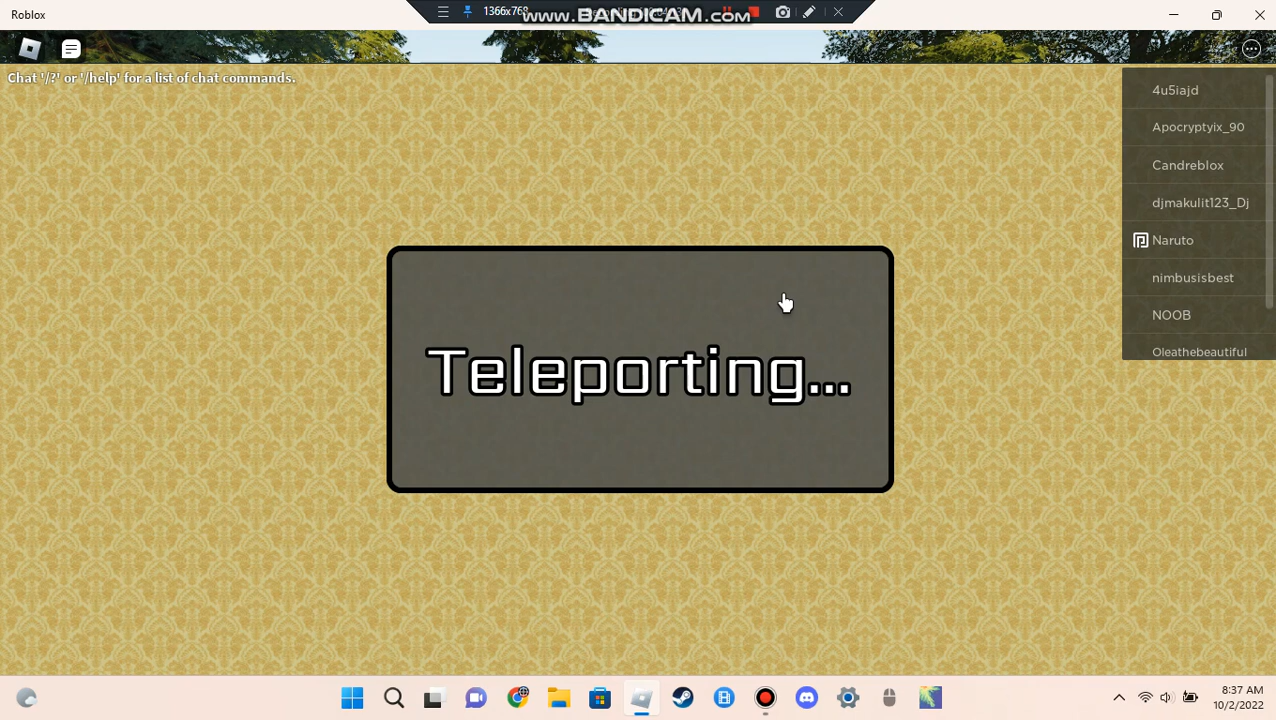 Roblox
1366x768
www.BANDICAM.com
Chat '/?' or '/help' for a list of chat commands.
4u5iajd
Apocryptyix_90
Candreblox
djmakulit123_Dj
Naruto
nimbusisbest
NOOB
Oleathebeautiful
Teleporting...
8:37 AM
10/2/2022